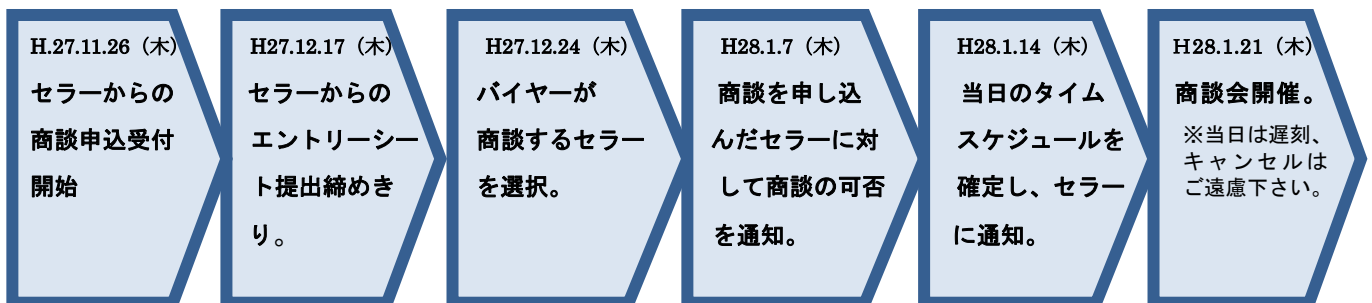 H.27.11.26（木）
セラーからの
商談申込受付
開始
H27.12.17（木）
セラーからの
エントリーシー
ト提出締めき
り。
H27.12.24（木）
バイヤーが
商談するセラー
を選択。
H28.1.7（木）
商談を申し込
んだセラーに対
して商談の可否
を通知。
H28.1.14（木）
当日のタイム
スケジュールを
確定し、セラー
に通知。
Ｈ28.1.21（木）
商談会開催。
※当日は遅刻、
キャンセルは
ご遠慮下さい。